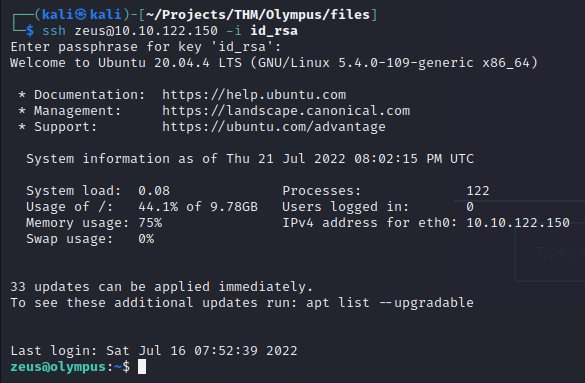 (kali㉿kali)-[~/Projects/THM/Olympus/files]
$ ssh zeus@10.10.122.150 -i id_rsa
Enter passphrase for key 'id_rsa':
Welcome to Ubuntu 20.04.4 LTS (GNU/Linux 5.4.0-109-generic x86_64)
* Documentation:  https://help.ubuntu.com
* Management:     https://landscape.canonical.com
* Support:        https://ubuntu.com/advantage
System information as of Thu 21 Jul 2022 08:02:15 PM UTC
System load:  0.08               Processes:             122
Usage of /:   44.1% of 9.78GB    Users logged in:       0
Memory usage: 75%                IPv4 address for eth0: 10.10.122.150
Swap usage:   0%
33 updates can be applied immediately.
To see these additional updates run: apt list --upgradable
Last login: Sat Jul 16 07:52:39 2022
zeus@olympus:~$